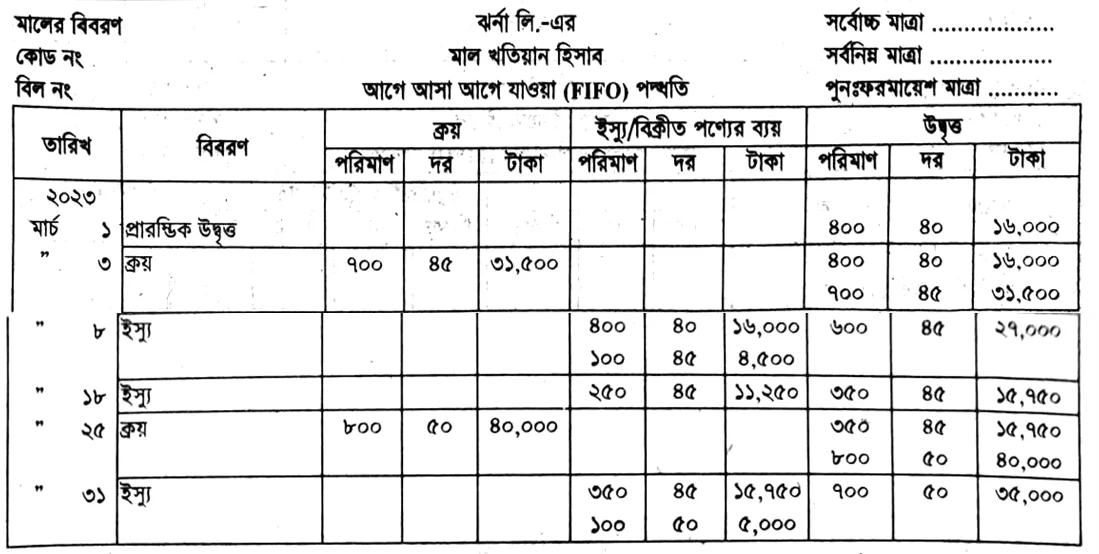 মালের বিবরণ ঝর্না লি.-এর সর্বোচ্চ মাত্রা ....................
কোড নং মাল খতিয়ান হিসাব সর্বনিম্ন মাত্রা ....................
বিল নং আগে আসা আগে যাওয়া (FIFO) পদ্ধতি পুনঃফরমায়েশ মাত্রা ...........
তারিখ বিবরণ ক্রয় ইস্যু/বিক্রীত পণ্যের ব্যয় উদ্বৃত্ত
পরিমাণ দর টাকা পরিমাণ দর টাকা পরিমাণ দর টাকা
২০২৩
মার্চ ১ প্রারম্ভিক উদ্বৃত্ত ৪০০ ৪০ ১৬,০০০
” ৩ ক্রয় ৭০০ ৪৫ ৩১,৫০০ ৪০০ ৪০ ১৬,০০০
৭০০ ৪৫ ৩১,৫০০
” ৮ ইস্যু ৪০০ ৪০ ১৬,০০০ ৬০০ ৪৫ ২৭,০০০
১০০ ৪৫ ৪,৫০০
” ১৮ ইস্যু ২৫০ ৪৫ ১১,২৫০ ৩৫০ ৪৫ ১৫,৭৫০
” ২৫ ক্রয় ৮০০ ৫০ ৪০,০০০ ৩৫০ ৪৫ ১৫,৭৫০
৮০০ ৫০ ৪০,০০০
” ৩১ ইস্যু ৩৫০ ৪৫ ১৫,৭৫০ ৭০০ ৫০ ৩৫,০০০
১০০ ৫০ ৫,০০০